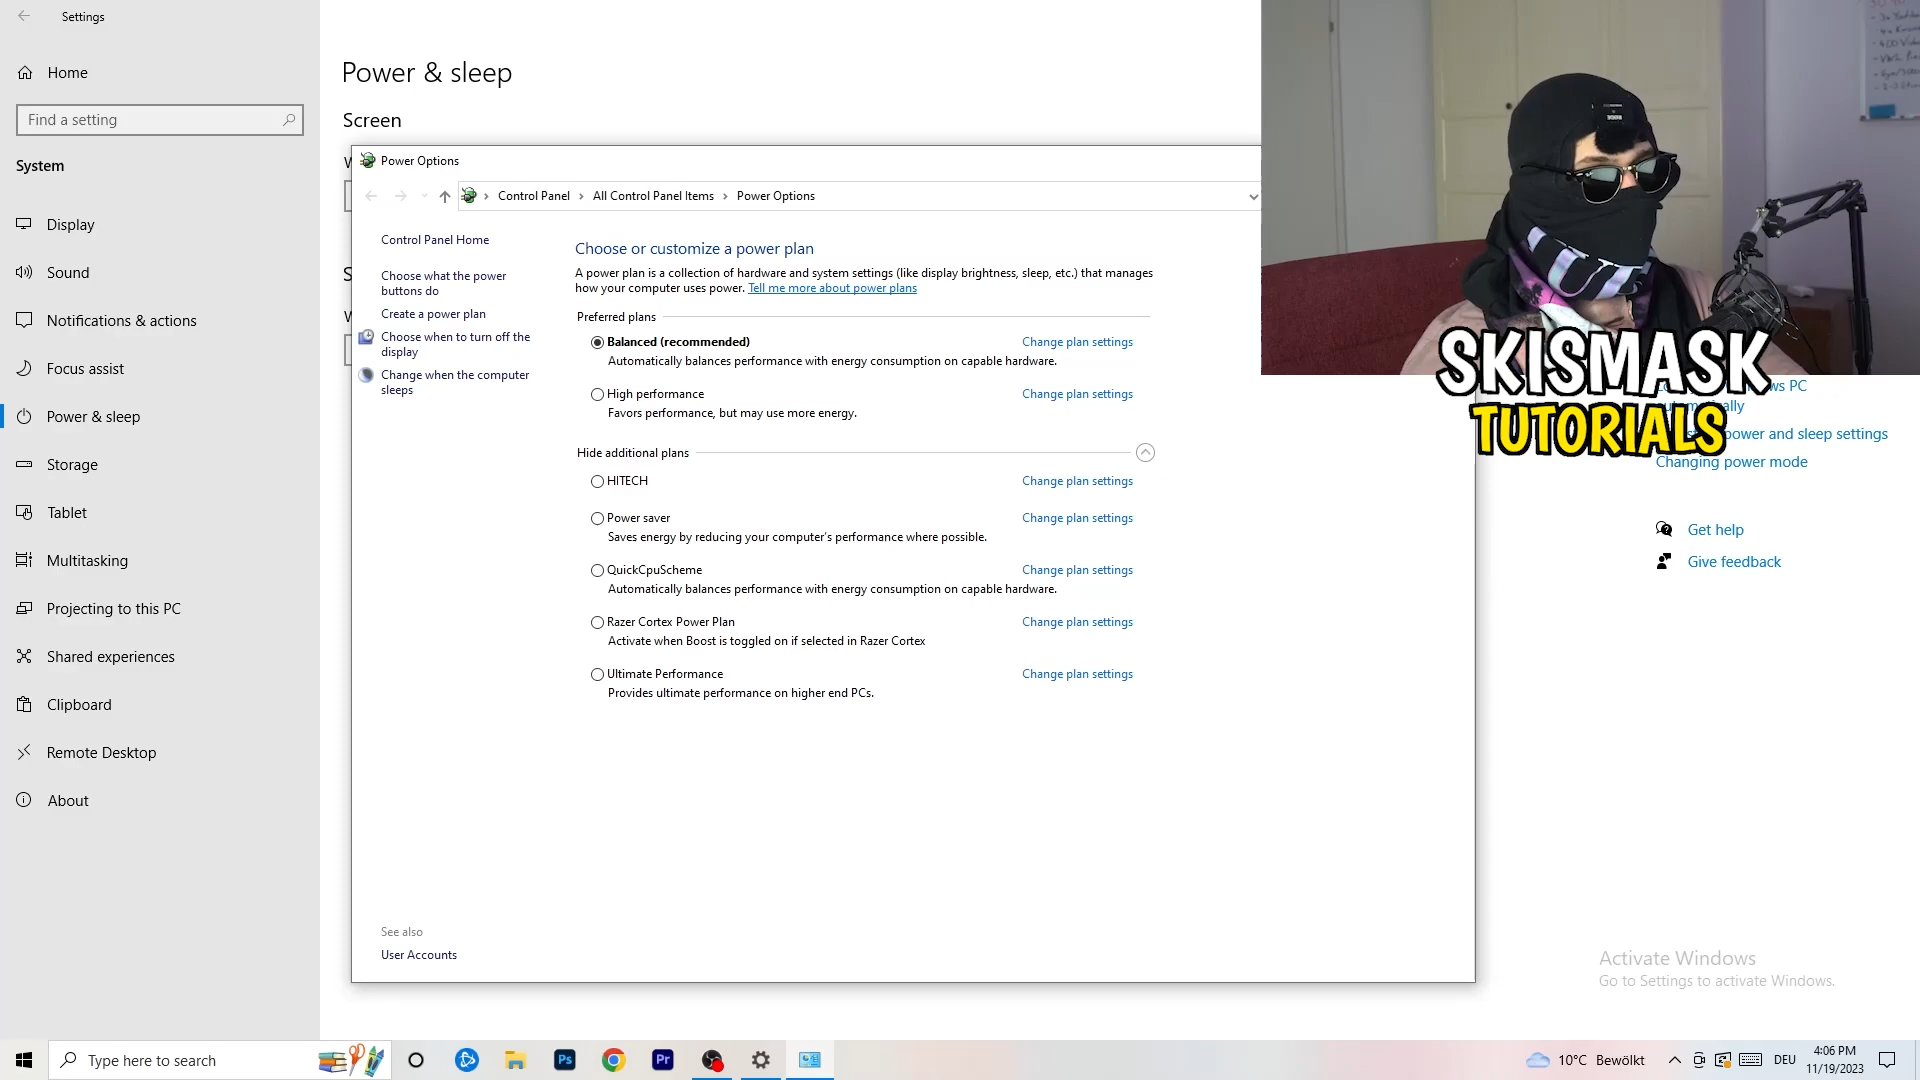 Settings
Home
Find a setting
System
Display
Sound
Notifications & actions
Focus assist
Power & sleep
Storage
Tablet
Multitasking
Projecting to this PC
Shared experiences
Clipboard
Remote Desktop
About
Power & sleep
Screen
Power Options
Control Panel
All Control Panel Items
Power Options
Control Panel Home
Choose what the power
buttons do
Create a power plan
Choose when to turn off the
display
Change when the computer
sleeps
See also
User Accounts
Choose or customize a power plan
A power plan is a collection of hardware and system settings (like display brightness, sleep, etc.) that manages
how your computer uses power. Tell me more about power plans
Preferred plans
Balanced (recommended) Change plan settings
Automatically balances performance with energy consumption on capable hardware.
High performance Change plan settings
Favors performance, but may use more energy.
Hide additional plans
HITECH Change plan settings
Power saver Change plan settings
Saves energy by reducing your computer's performance where possible.
QuickCpuScheme Change plan settings
Automatically balances performance with energy consumption on capable hardware.
Razer Cortex Power Plan Change plan settings
Activate when Boost is toggled on if selected in Razer Cortex
Ultimate Performance Change plan settings
Provides ultimate performance on higher end PCs.
SKISMASK
TUTORIALS
PC
power and sleep settings
Changing power mode
Get help
Give feedback
Activate Windows
Go to Settings to activate Windows.
Type here to search
Ps
Pr
10°C Bewölkt
DEU
4:06 PM
11/19/2023